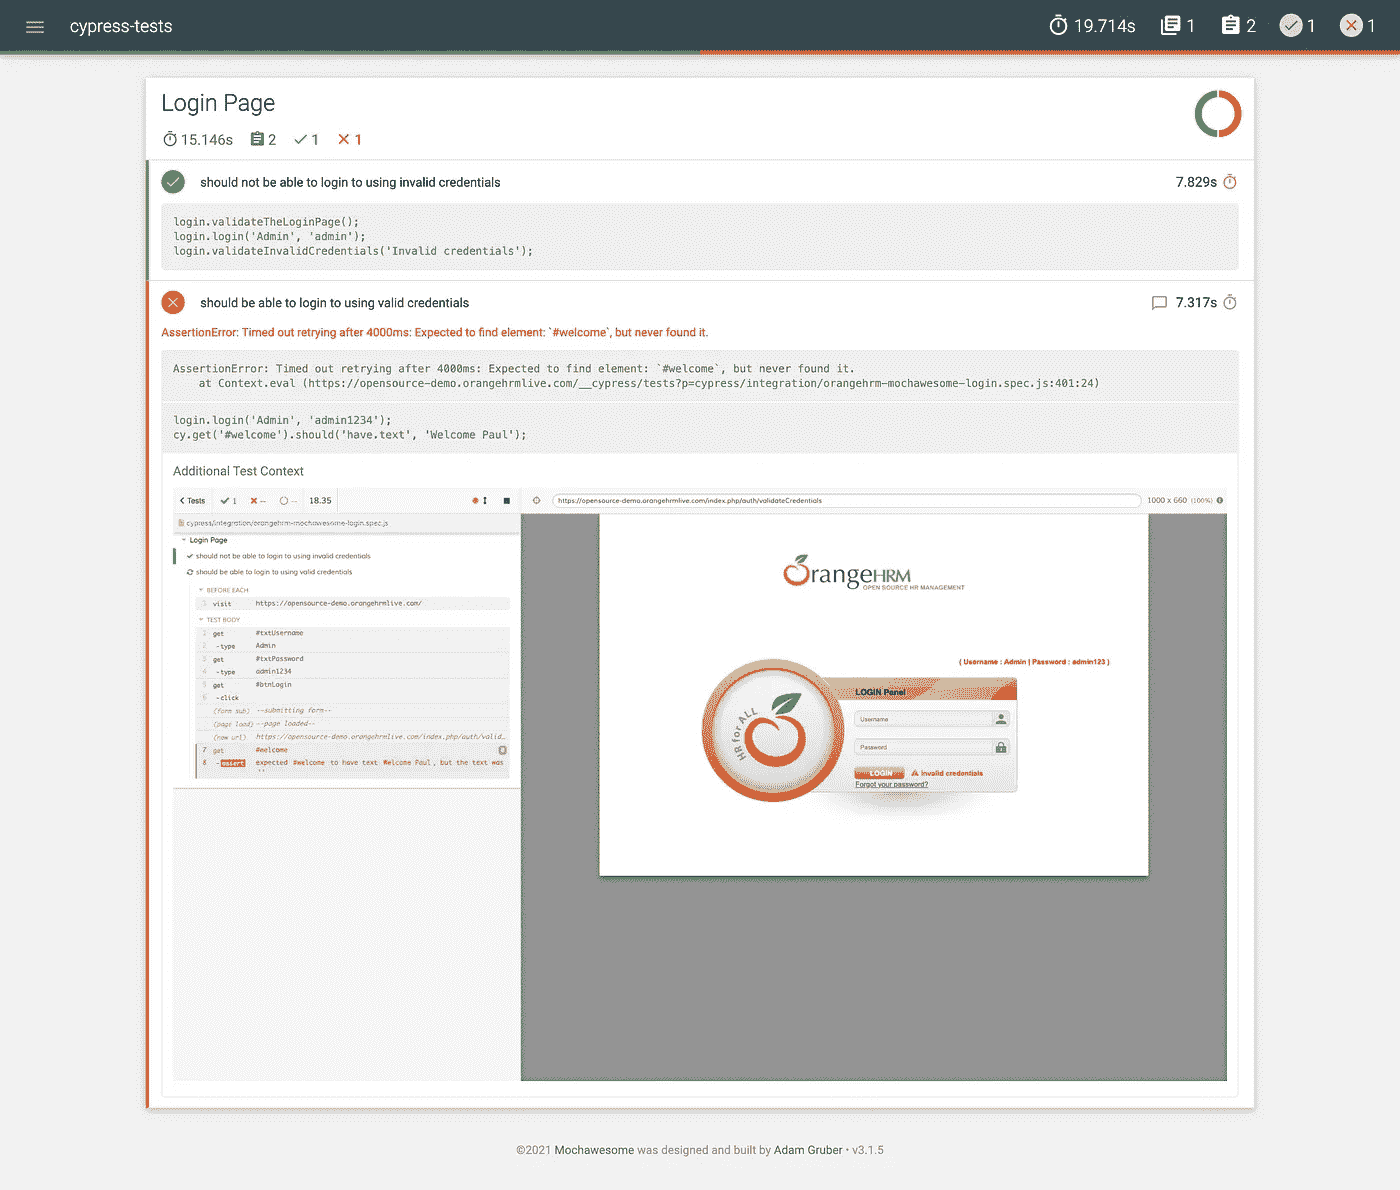 cypress-tests 19.714s 1 2 1 1
Login Page
15.146s 2 1 1
should not be able to login to using invalid credentials 7.829s
login.validateTheLoginPage();
login.login('Admin', 'admin');
login.validateInvalidCredentials('Invalid credentials');
should be able to login to using valid credentials 7.317s
AssertionError: Timed out retrying after 4000ms: Expected to find element: `#welcome`, but never found it.
AssertionError: Timed out retrying after 4000ms: Expected to find element: `#welcome`, but never found it.
at Context.eval (https://opensource-demo.orangehrmlive.com/__cypress/tests?p=cypress/integration/orangehrm-mochawesome-login.spec.js:401:24)
login.login('Admin', 'admin1234');
cy.get('#welcome').should('have.text', 'Welcome Paul');
Additional Test Context
< Tests 1 -- -- 18.35
https://opensource-demo.orangehrmlive.com/index.php/auth/validateCredentials 1000 x 660 (100%)
cypress/integration/orangehrm-mochawesome-login.spec.js
Login Page
should not be able to login to using invalid credentials
should be able to login to using valid credentials
BEFORE EACH
1 visit https://opensource-demo.orangehrmlive.com/
TEST BODY
1 get #txtUsername
2 -type Admin
3 get #txtPassword
4 -type admin1234
5 get #btnLogin
6 -click
(form sub) --submitting form--
(page load) --page loaded--
(new url) https://opensource-demo.orangehrmlive.com/index.php/auth/valid...
7 get #welcome 0
8 -assert expected #welcome to have text Welcome Paul, but the text was
''
OrangeHRM
OPEN SOURCE HR MANAGEMENT
( Username : Admin | Password : admin123 )
HR for ALL
LOGIN Panel
Username
Password
LOGIN Invalid credentials
Forgot your password?
©2021 Mochawesome was designed and built by Adam Gruber • v3.1.5